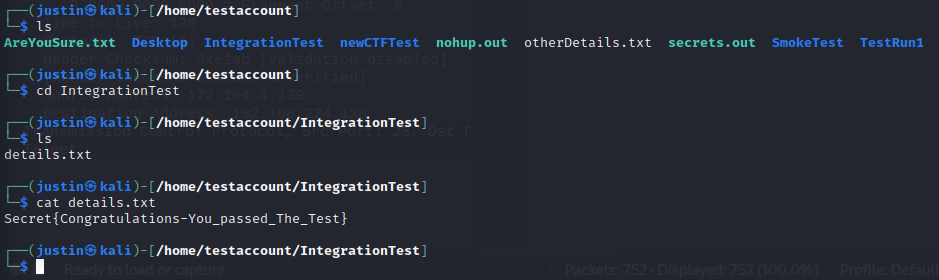 ┌──(justin㉿kali)-[/home/testaccount]
└─$ ls
AreYouSure.txt Desktop IntegrationTest newCTFTest nohup.out otherDetails.txt secrets.out SmokeTest TestRun1
┌──(justin㉿kali)-[/home/testaccount]
└─$ cd IntegrationTest
┌──(justin㉿kali)-[/home/testaccount/IntegrationTest]
└─$ ls
details.txt
┌──(justin㉿kali)-[/home/testaccount/IntegrationTest]
└─$ cat details.txt
Secret{Congratulations-You_passed_The_Test}
┌──(justin㉿kali)-[/home/testaccount/IntegrationTest]
└─$
Ready to load or capture Packets: 752 · Displayed: 752 (100.0%) Profile: Default